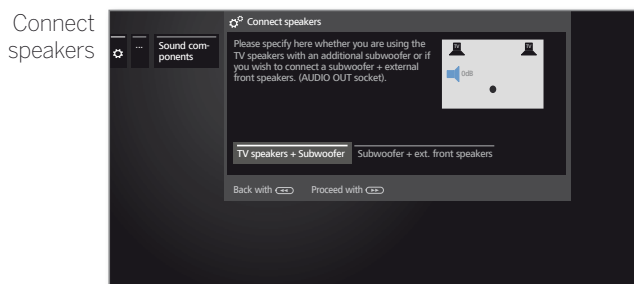 Connect
speakers
...
Sound com-
ponents
Connect speakers
Please specify here whether you are using the
TV speakers with an additional subwoofer or if
you wish to connect a subwoofer + external
front speakers. (AUDIO OUT socket).
TV
TV
0dB
TV speakers + Subwoofer
Subwoofer + ext. front speakers
Back with
Proceed with